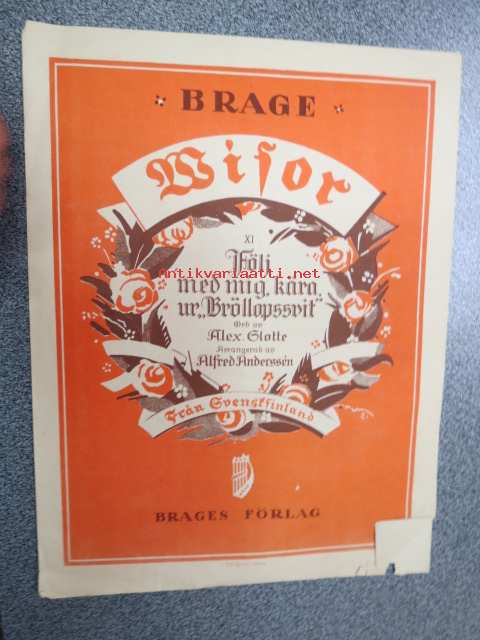 BRAGE
Wisor
XI
Följ
antikvariaatti.net
med mig, kära,
ur „Bröllopssvit"
Ord av
Alex. Slotte
Arrangerad av
Alfred Anderssén
Från Svenskfinland
BRAGES FÖRLAG